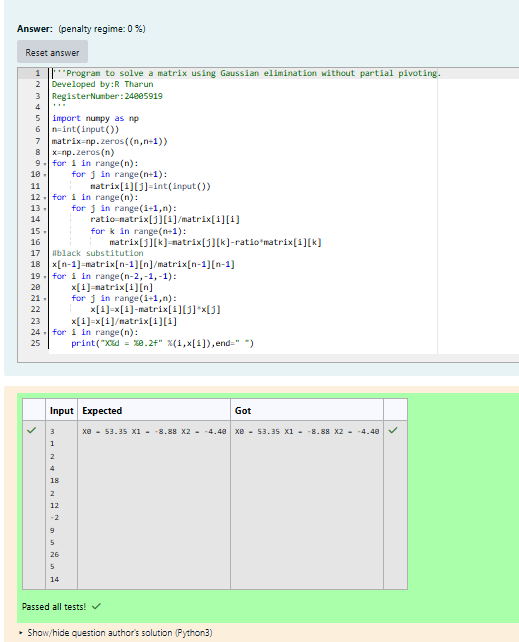 Answer: (penalty regime: 0 %)
Reset answer
1 '''Program to solve a matrix using Gaussian elimination without partial pivoting.
2 Developed by:R Tharun
3 RegisterNumber:24005919
4 '''
5 import numpy as np
6 n=int(input())
7 matrix=np.zeros((n,n+1))
8 x=np.zeros(n)
9 for i in range(n):
10     for j in range(n+1):
11         matrix[i][j]=int(input())
12 for i in range(n):
13     for j in range(i+1,n):
14         ratio=matrix[j][i]/matrix[i][i]
15         for k in range(n+1):
16             matrix[j][k]=matrix[j][k]-ratio*matrix[i][k]
17 #black substitution
18 x[n-1]=matrix[n-1][n]/matrix[n-1][n-1]
19 for i in range(n-2,-1,-1):
20     x[i]=matrix[i][n]
21     for j in range(i+1,n):
22         x[i]=x[i]-matrix[i][j]*x[j]
23     x[i]=x[i]/matrix[i][i]
24 for i in range(n):
25     print("X%d = %0.2f" %(i,x[i]),end=" ")
Input Expected Got
3 X0 = 53.35 X1 = -8.88 X2 = -4.40 X0 = 53.35 X1 = -8.88 X2 = -4.40
1
2
4
18
2
12
-2
9
5
26
5
14
Passed all tests!
Show/hide question author's solution (Python3)